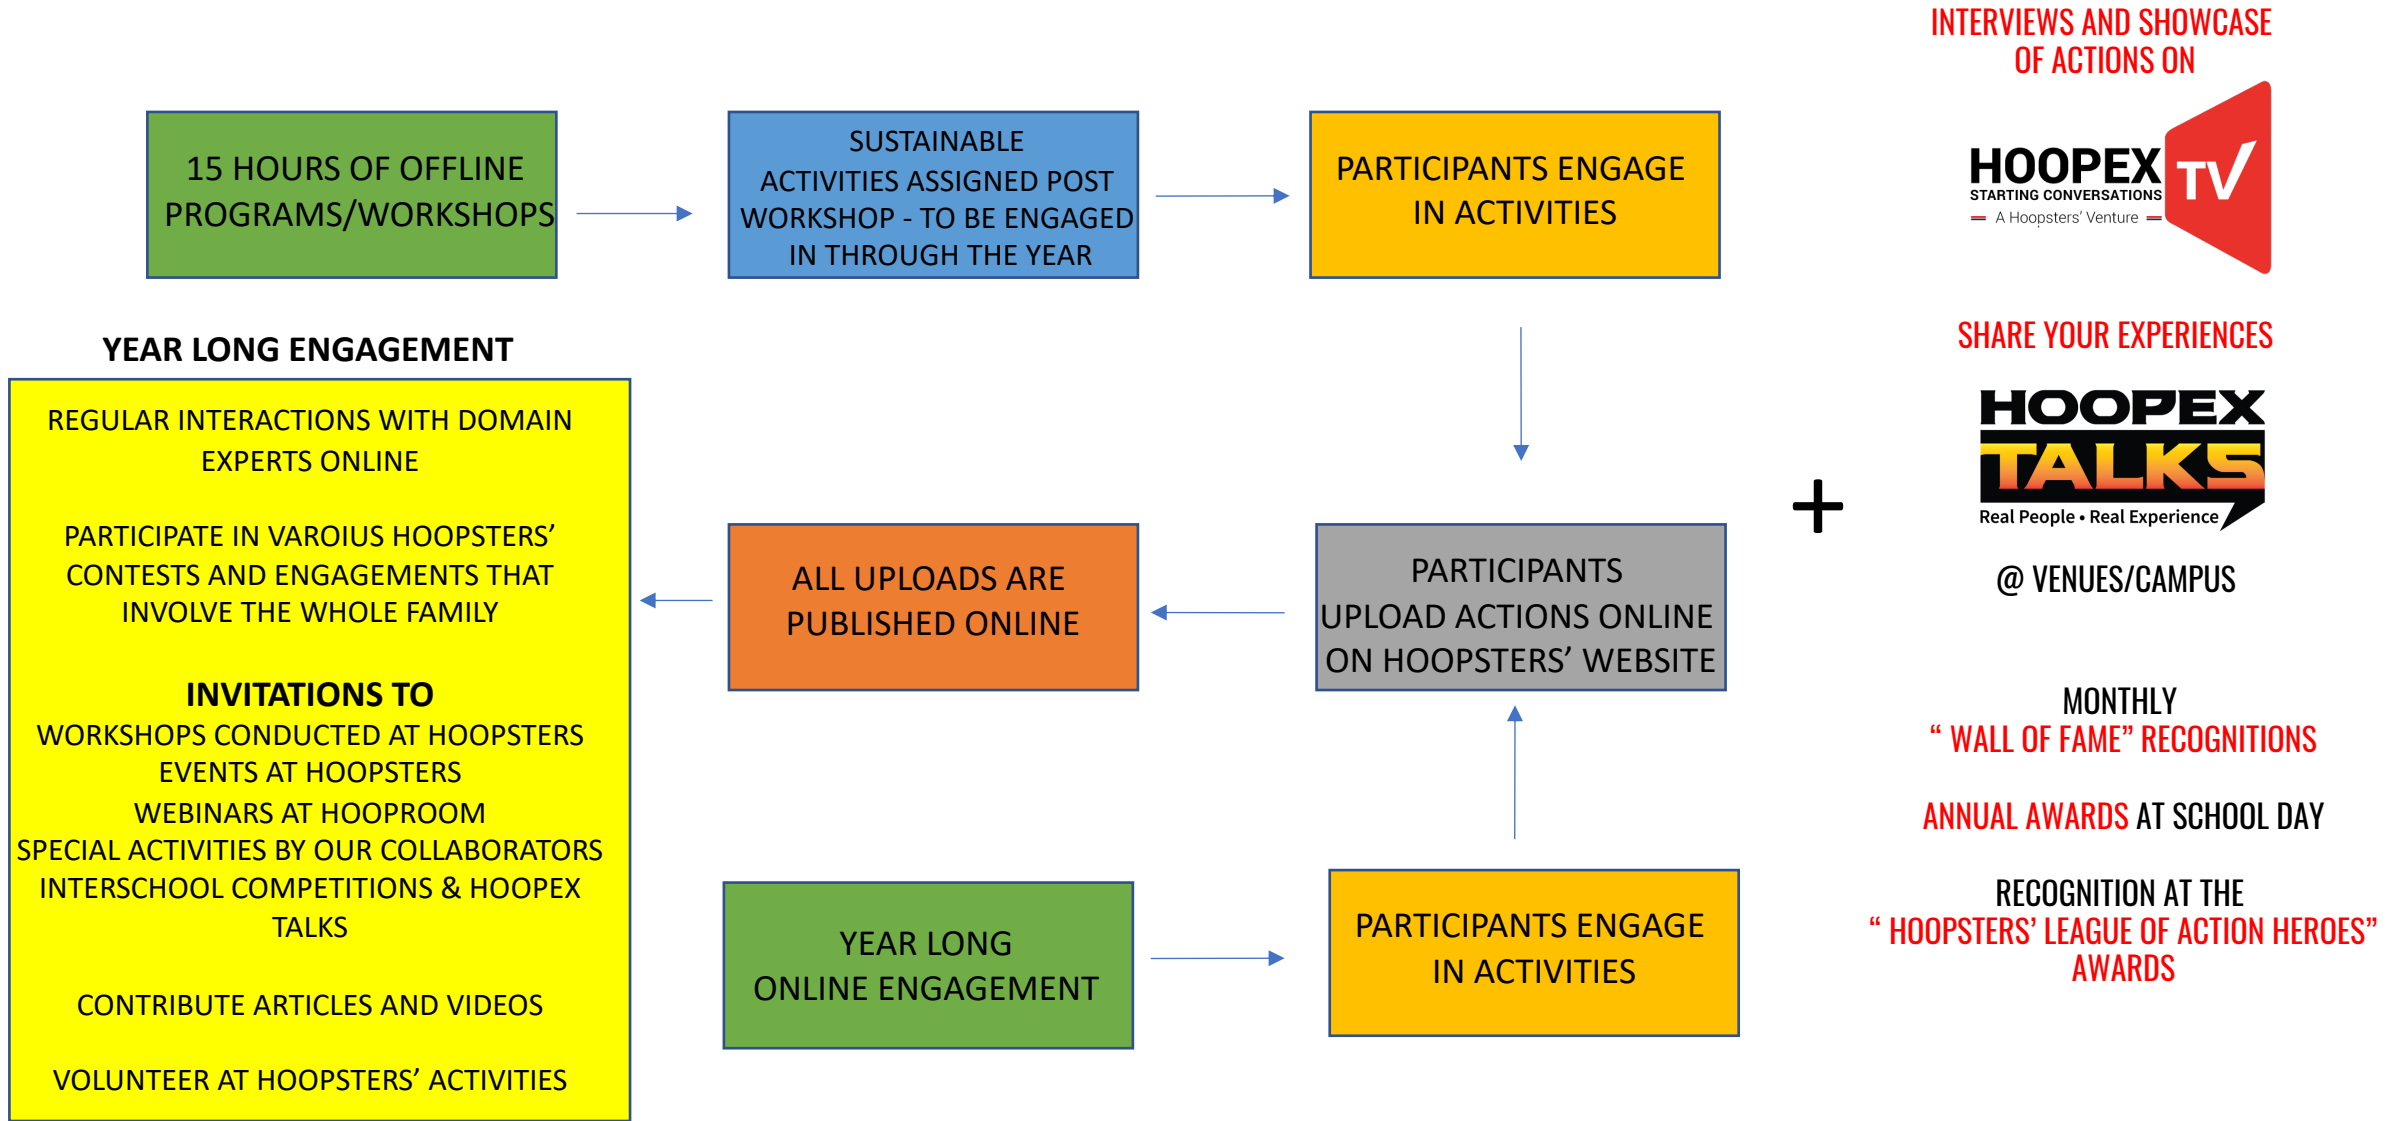 15 HOURS OF OFFLINE
PROGRAMS/WORKSHOPS
SUSTAINABLE
ACTIVITIES ASSIGNED POST
WORKSHOP - TO BE ENGAGED
IN THROUGH THE YEAR
PARTICIPANTS ENGAGE
IN ACTIVITIES
INTERVIEWS AND SHOWCASE
OF ACTIONS ON
HOOPEX
TV
STARTING CONVERSATIONS
A Hoopsters' Venture
YEAR LONG ENGAGEMENT
REGULAR INTERACTIONS WITH DOMAIN
EXPERTS ONLINE
PARTICIPATE IN VAROIUS HOOPSTERS’
CONTESTS AND ENGAGEMENTS THAT
INVOLVE THE WHOLE FAMILY
INVITATIONS TO
WORKSHOPS CONDUCTED AT HOOPSTERS
EVENTS AT HOOPSTERS
WEBINARS AT HOOPROOM
SPECIAL ACTIVITIES BY OUR COLLABORATORS
INTERSCHOOL COMPETITIONS & HOOPEX
TALKS
CONTRIBUTE ARTICLES AND VIDEOS
VOLUNTEER AT HOOPSTERS’ ACTIVITIES
ALL UPLOADS ARE
PUBLISHED ONLINE
PARTICIPANTS
UPLOAD ACTIONS ONLINE
ON HOOPSTERS’ WEBSITE
YEAR LONG
ONLINE ENGAGEMENT
PARTICIPANTS ENGAGE
IN ACTIVITIES
+
SHARE YOUR EXPERIENCES
HOOPEX
TALKS
Real People • Real Experience
@ VENUES/CAMPUS
MONTHLY
“ WALL OF FAME” RECOGNITIONS
ANNUAL AWARDS AT SCHOOL DAY
RECOGNITION AT THE
“ HOOPSTERS’ LEAGUE OF ACTION HEROES”
AWARDS